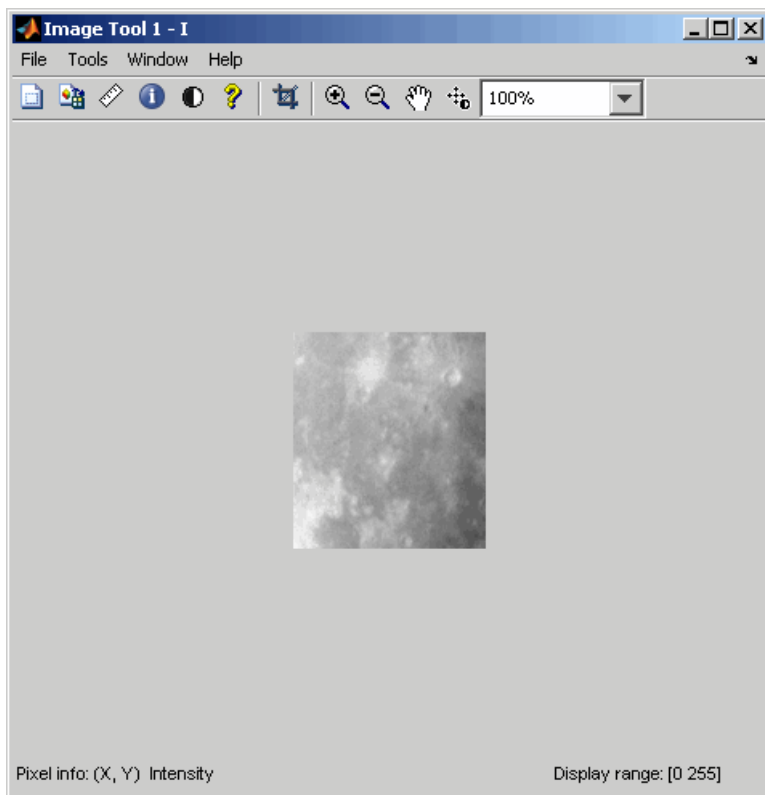 Image Tool 1 - I
File Tools Window Help
100%
Pixel info: (X, Y) Intensity
Display range: [0 255]